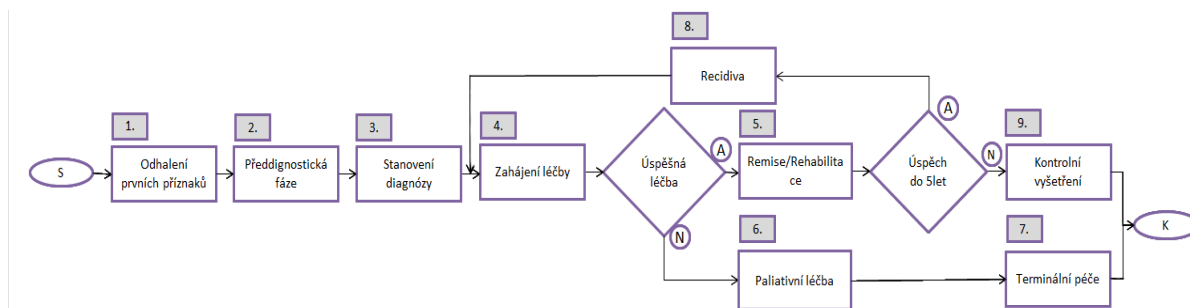 8.
Recidiva
1.
2.
3.
4.
5.
9.
A
A
N
S
Odhalení
prvních příznaků
Předdignostická
fáze
Stanovení
diagnózy
Zahájení léčby
Úspěšná
léčba
Remise/Rehabilita
ce
Úspěch
do 5let
Kontrolní
vyšetření
N
6.
7.
K
Paliativní léčba
Terminální péče